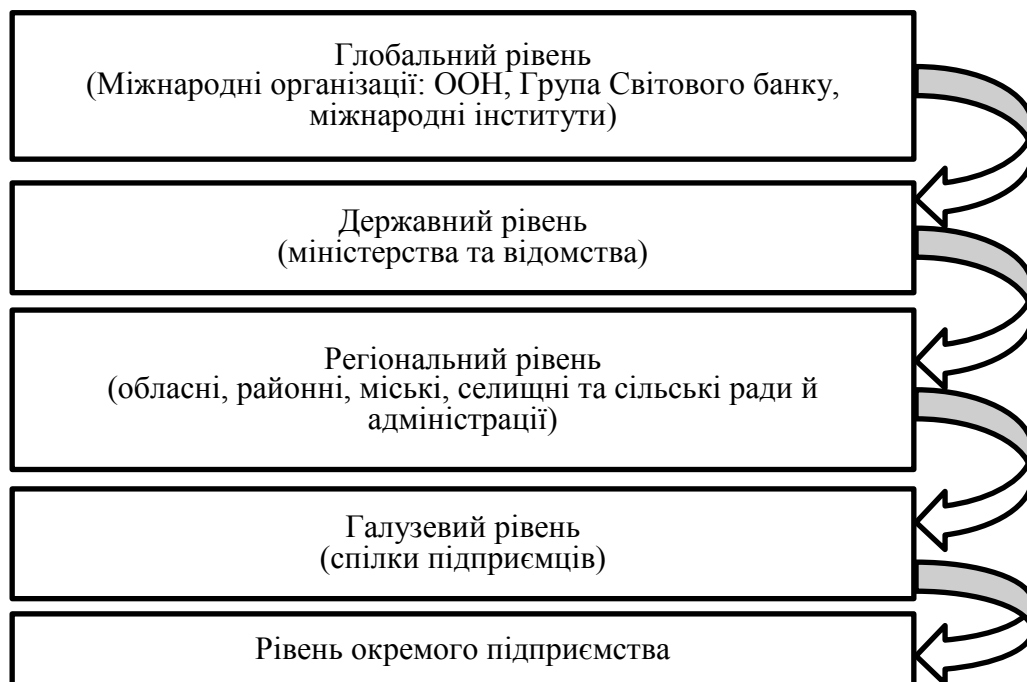 Глобальний рівень
(Міжнародні організації: ООН, Група Світового банку,
міжнародні інститути)
Державний рівень
(міністерства та відомства)
Регіональний рівень
(обласні, районні, міські, селищні та сільські ради й
адміністрації)
Галузевий рівень
(спілки підприємців)
Рівень окремого підприємства